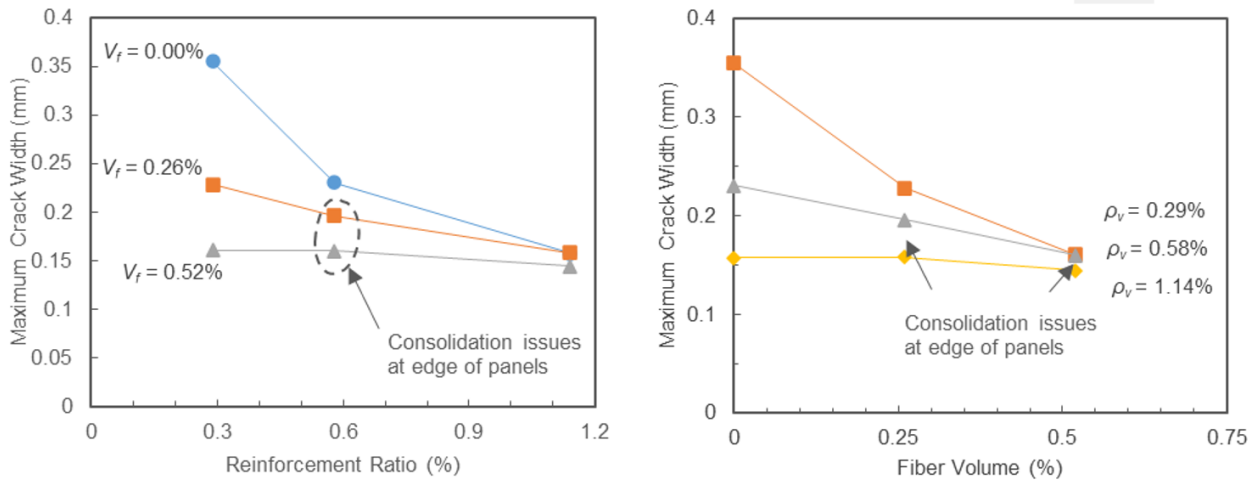 0.4
0.35
0.3
0.25
0.2
0.15
0.1
0.05
0
Maximum Crack Width (mm)
V_f = 0.00%
V_f = 0.26%
V_f = 0.52%
Consolidation issues
at edge of panels
0 0.3 0.6 0.9 1.2
Reinforcement Ratio (%)
0.4
0.3
0.2
0.1
0
Maximum Crack Width (mm)
ρ_v = 0.29%
ρ_v = 0.58%
ρ_v = 1.14%
Consolidation issues
at edge of panels
0 0.25 0.5 0.75
Fiber Volume (%)